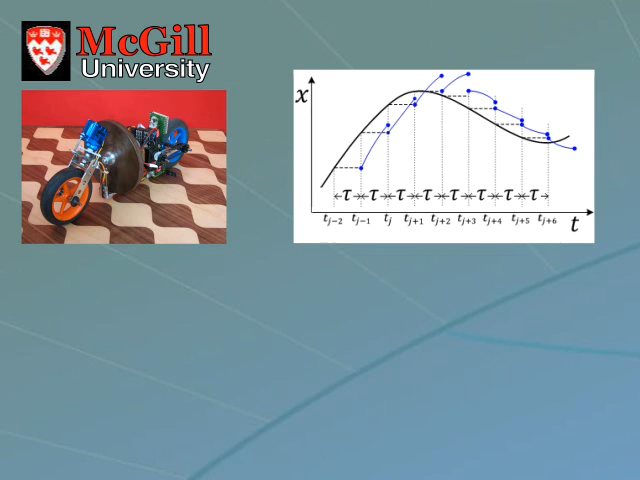 McGill
University
x
τ τ τ τ τ τ τ τ
t_{j-2} t_{j-1} t_j t_{j+1} t_{j+2} t_{j+3} t_{j+4} t_{j+5} t_{j+6} t